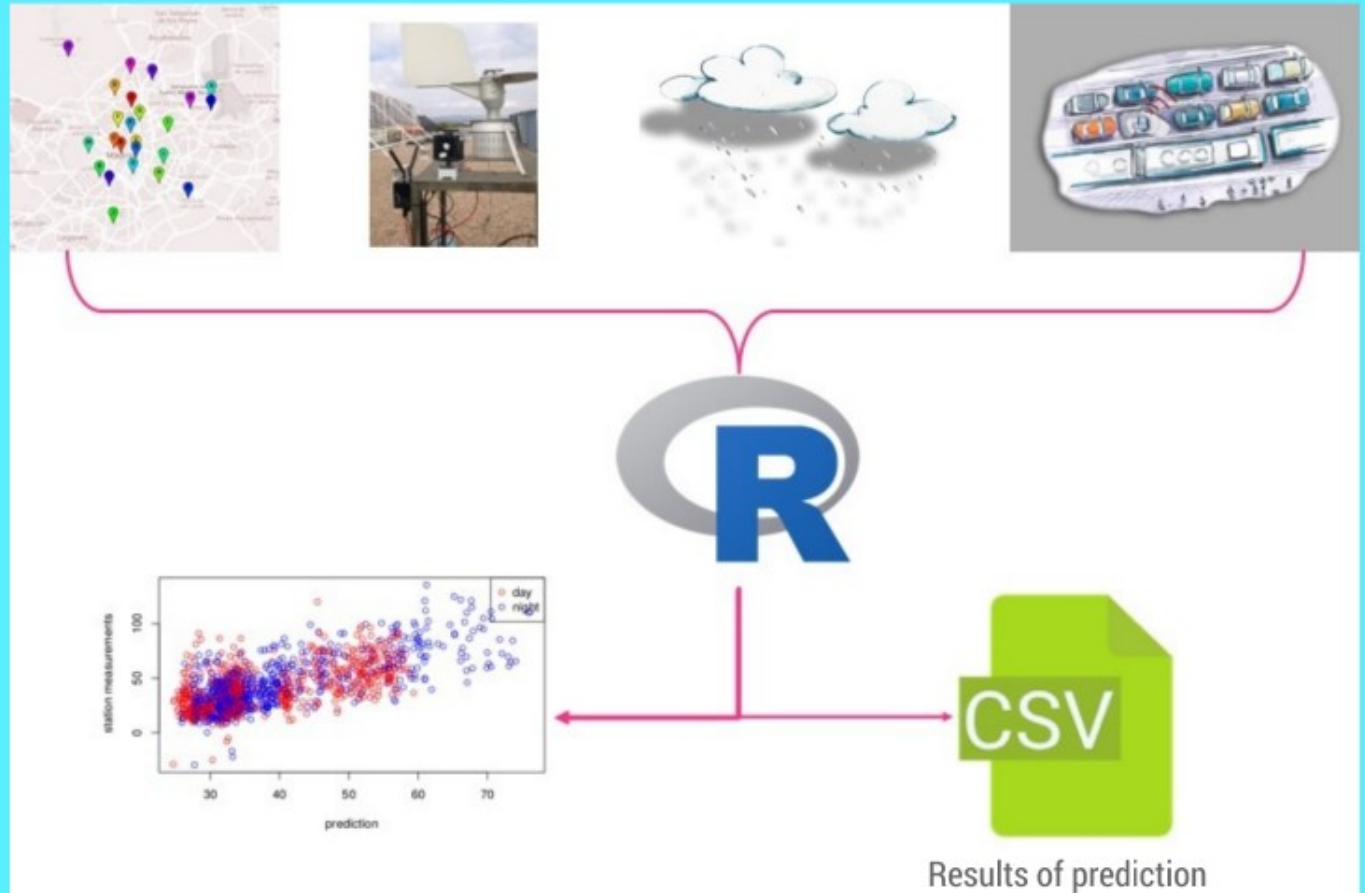 R
day
night
100
50
0
station measurements
30 40 50 60 70
prediction
CSV
Results of prediction